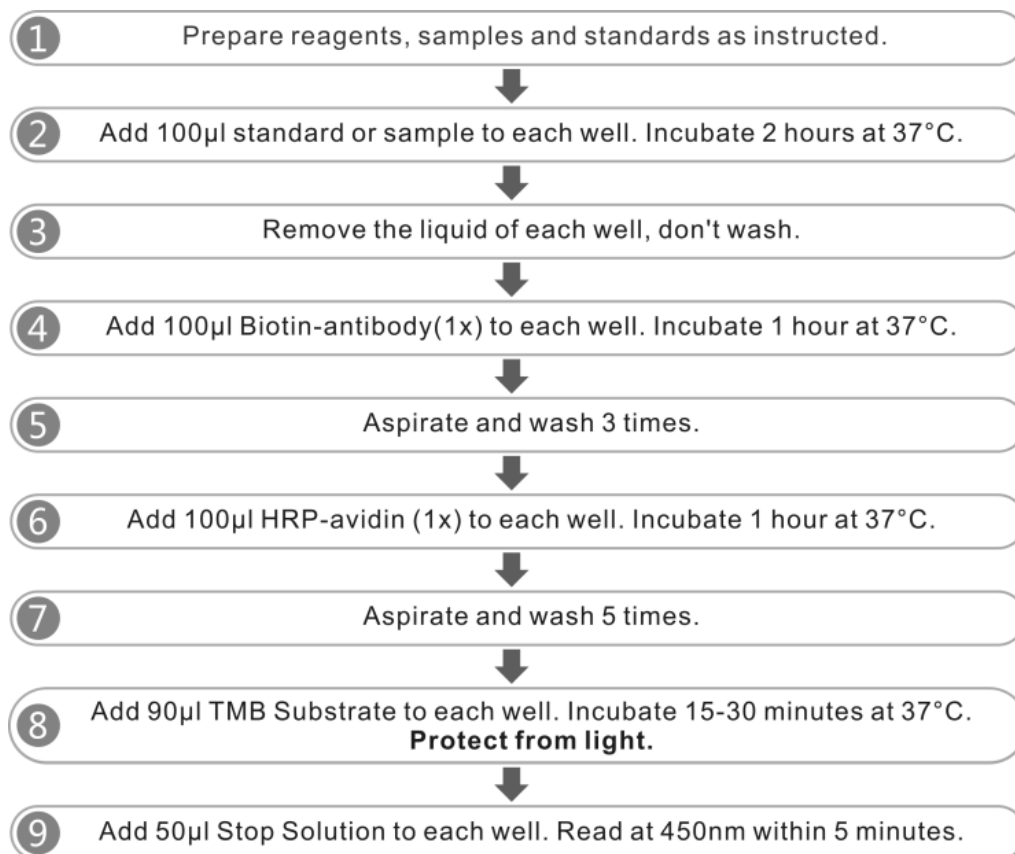 1 Prepare reagents, samples and standards as instructed.
2 Add 100µl standard or sample to each well. Incubate 2 hours at 37°C.
3 Remove the liquid of each well, don't wash.
4 Add 100µl Biotin-antibody(1x) to each well. Incubate 1 hour at 37°C.
5 Aspirate and wash 3 times.
6 Add 100µl HRP-avidin (1x) to each well. Incubate 1 hour at 37°C.
7 Aspirate and wash 5 times.
8 Add 90µl TMB Substrate to each well. Incubate 15-30 minutes at 37°C.
Protect from light.
9 Add 50µl Stop Solution to each well. Read at 450nm within 5 minutes.